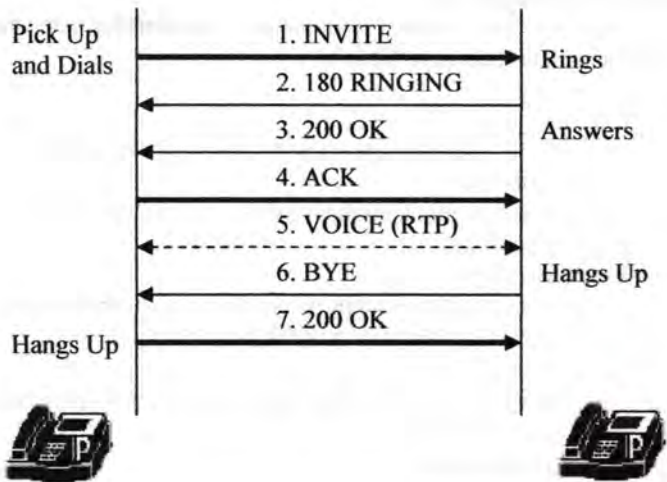 Pick Up
and Dials
1. INVITE
Rings
2. 180 RINGING
3. 200 OK
Answers
4. ACK
5. VOICE (RTP)
6. BYE
Hangs Up
7. 200 OK
Hangs Up
P
P